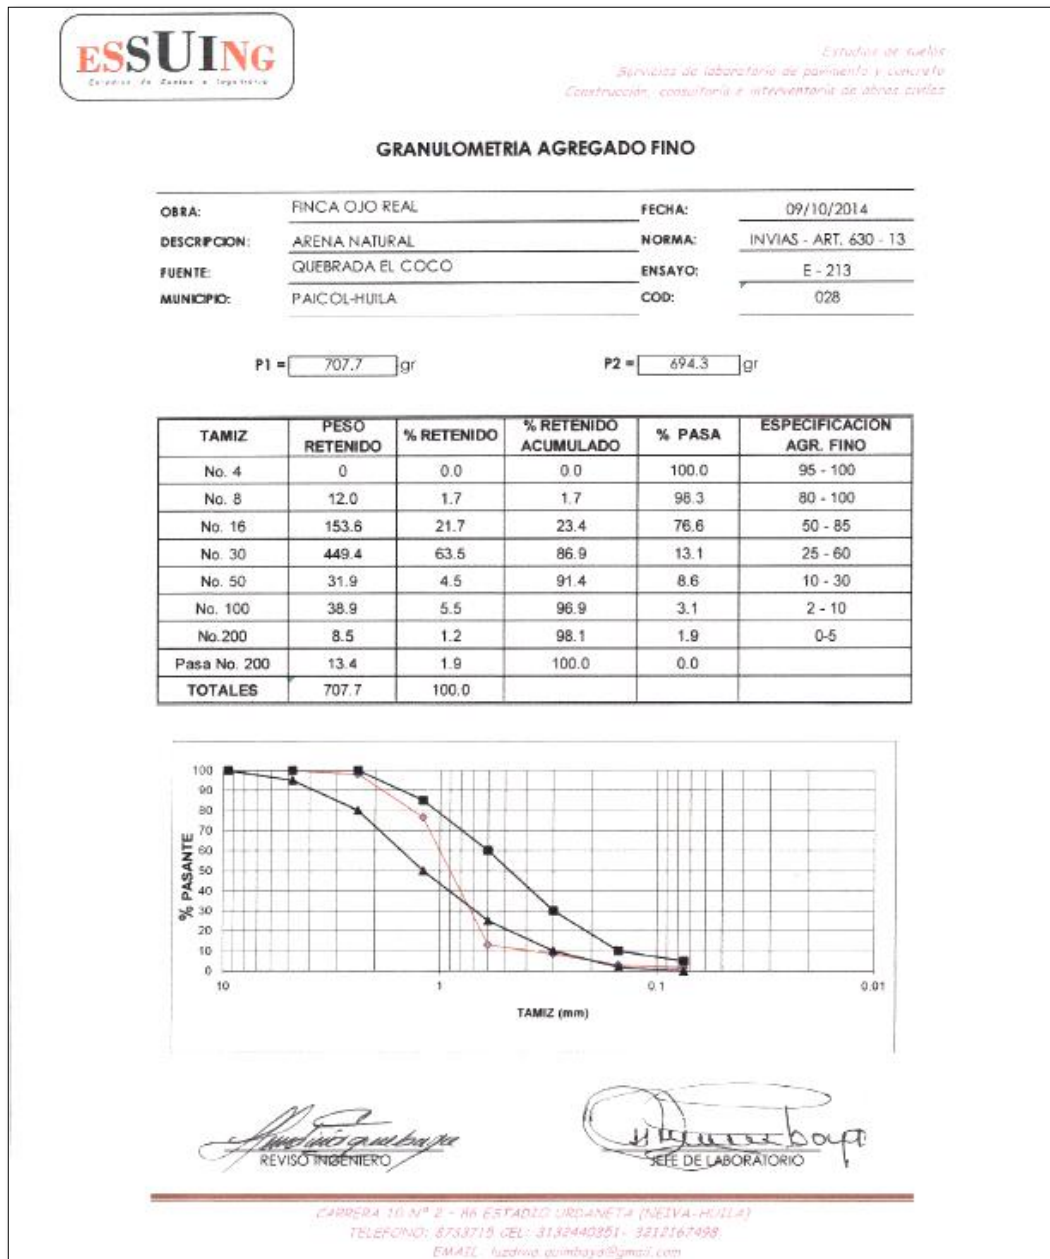 ESSUING
Estudios de Suelos e Ingeniería
Estudios de suelos
Servicios de laboratorio de pavimento y concreto
Construcción, consultoría e interventoría de obras civiles
GRANULOMETRIA AGREGADO FINO
OBRA: FINCA OJO REAL FECHA: 09/10/2014
DESCRIPCION: ARENA NATURAL NORMA: INVIAS - ART. 630 - 13
FUENTE: QUEBRADA EL COCO ENSAYO: E - 213
MUNICIPIO: PAICOL-HUILA COD: 028
P1 = 707.7 gr P2 = 694.3 gr
TAMIZ PESO RETENIDO % RETENIDO % RETENIDO ACUMULADO % PASA ESPECIFICACION AGR. FINO
No. 4 0 0.0 0.0 100.0 95 - 100
No. 8 12.0 1.7 1.7 98.3 80 - 100
No. 16 153.6 21.7 23.4 76.6 50 - 85
No. 30 449.4 63.5 86.9 13.1 25 - 60
No. 50 31.9 4.5 91.4 8.6 10 - 30
No. 100 38.9 5.5 96.9 3.1 2 - 10
No.200 8.5 1.2 98.1 1.9 0-5
Pasa No. 200 13.4 1.9 100.0 0.0
TOTALES 707.7 100.0
% PASANTE
100
90
80
70
60
50
40
30
20
10
0
10 1 0.1 0.01
TAMIZ (mm)
REVISO INGENIERO JEFE DE LABORATORIO
CARRERA 10 Nº 2 - 86 ESTADIO URDANETA (NEIVA-HUILA)
TELEFONO: 8733715 CEL: 3132440351 - 3212167498
EMAIL: